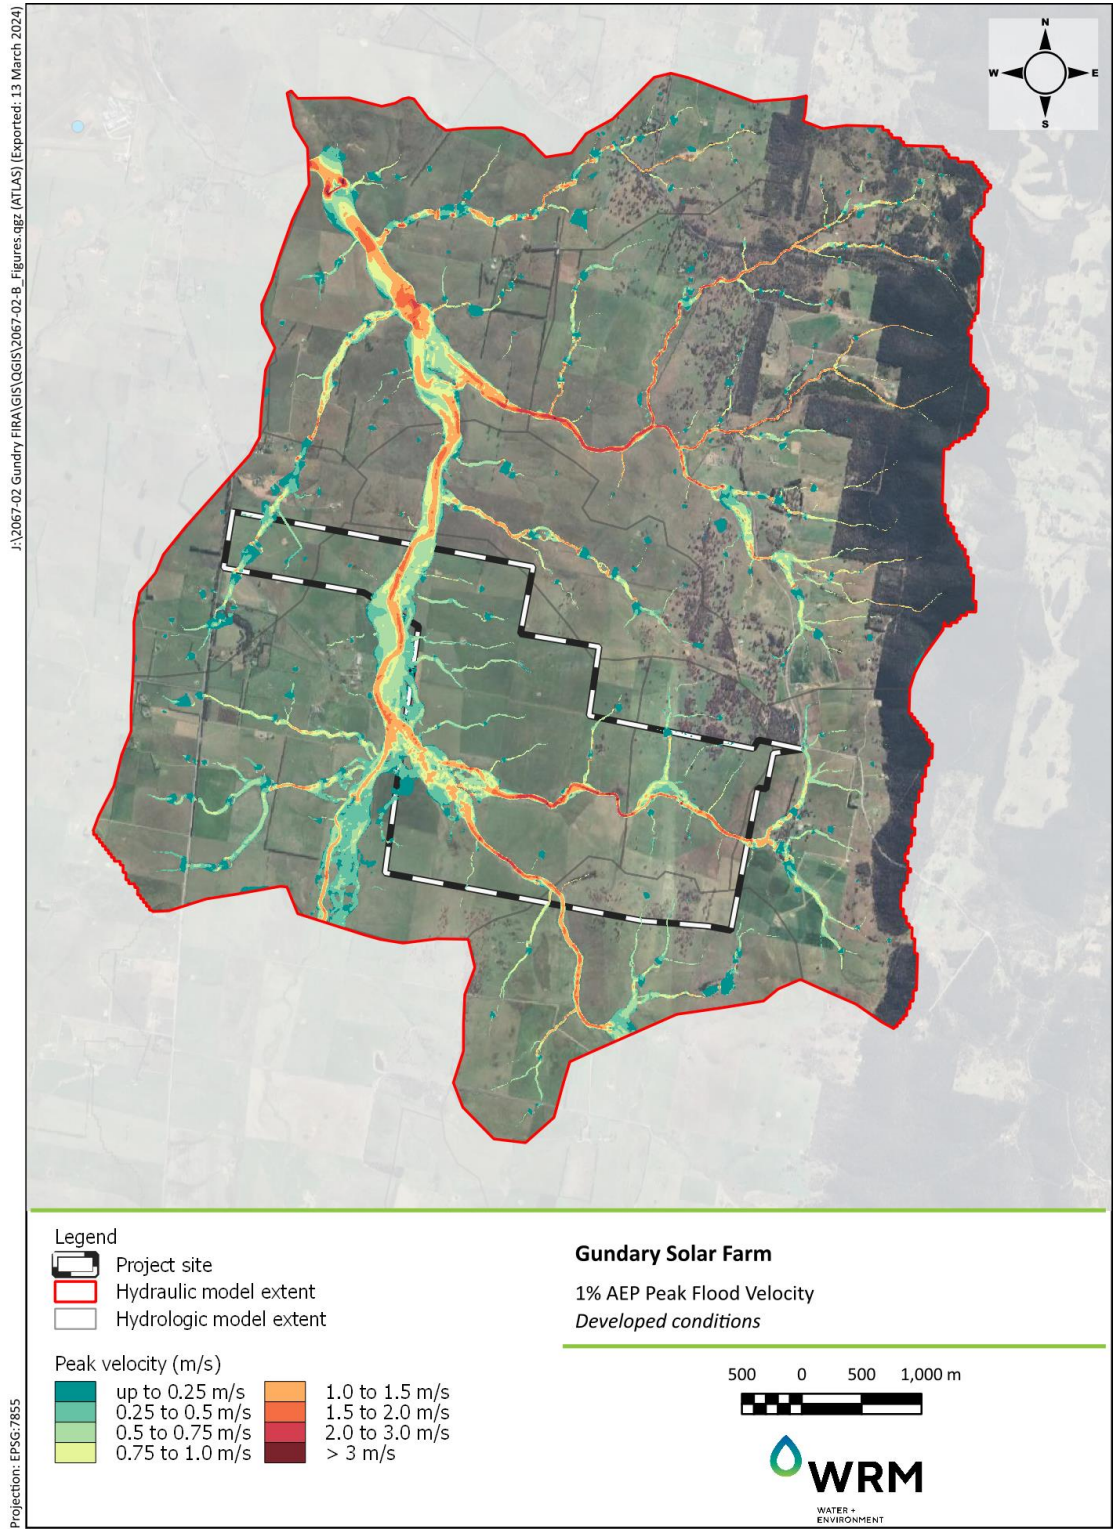 J:\2067-02 Gundry FIRA\GIS\QGIS\2067-02-B_Figures.qgz (ATLAS) (Exported: 13 March 2024)
N
W E
S
Legend
Project site
Hydraulic model extent
Hydrologic model extent
Peak velocity (m/s)
up to 0.25 m/s
0.25 to 0.5 m/s
0.5 to 0.75 m/s
0.75 to 1.0 m/s
1.0 to 1.5 m/s
1.5 to 2.0 m/s
2.0 to 3.0 m/s
> 3 m/s
Gundary Solar Farm
1% AEP Peak Flood Velocity
Developed conditions
500 0 500 1,000 m
WRM
WATER +
ENVIRONMENT
Projection: EPSG:7855